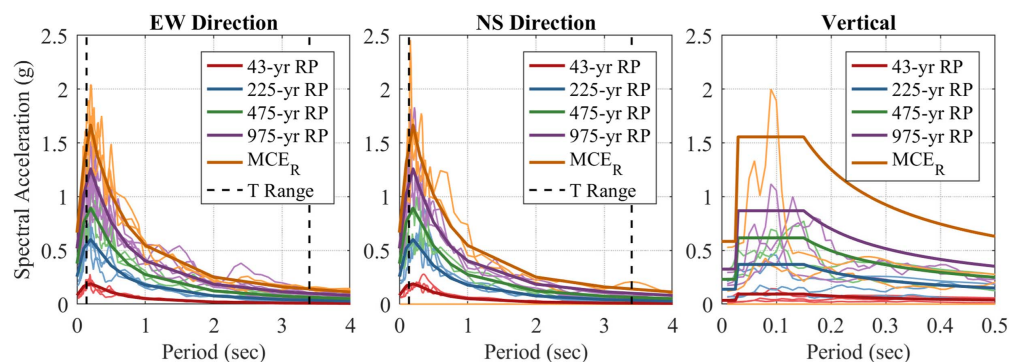 EW Direction
Spectral Acceleration (g)
2.5
2
1.5
1
0.5
0
0
1
2
3
4
Period (sec)
43-yr RP
225-yr RP
475-yr RP
975-yr RP
MCE_R
T Range
NS Direction
2.5
2
1.5
1
0.5
0
0
1
2
3
4
Period (sec)
43-yr RP
225-yr RP
475-yr RP
975-yr RP
MCE_R
T Range
Vertical
2.5
2
1.5
1
0.5
0
0
0.1
0.2
0.3
0.4
0.5
Period (sec)
43-yr RP
225-yr RP
475-yr RP
975-yr RP
MCE_R